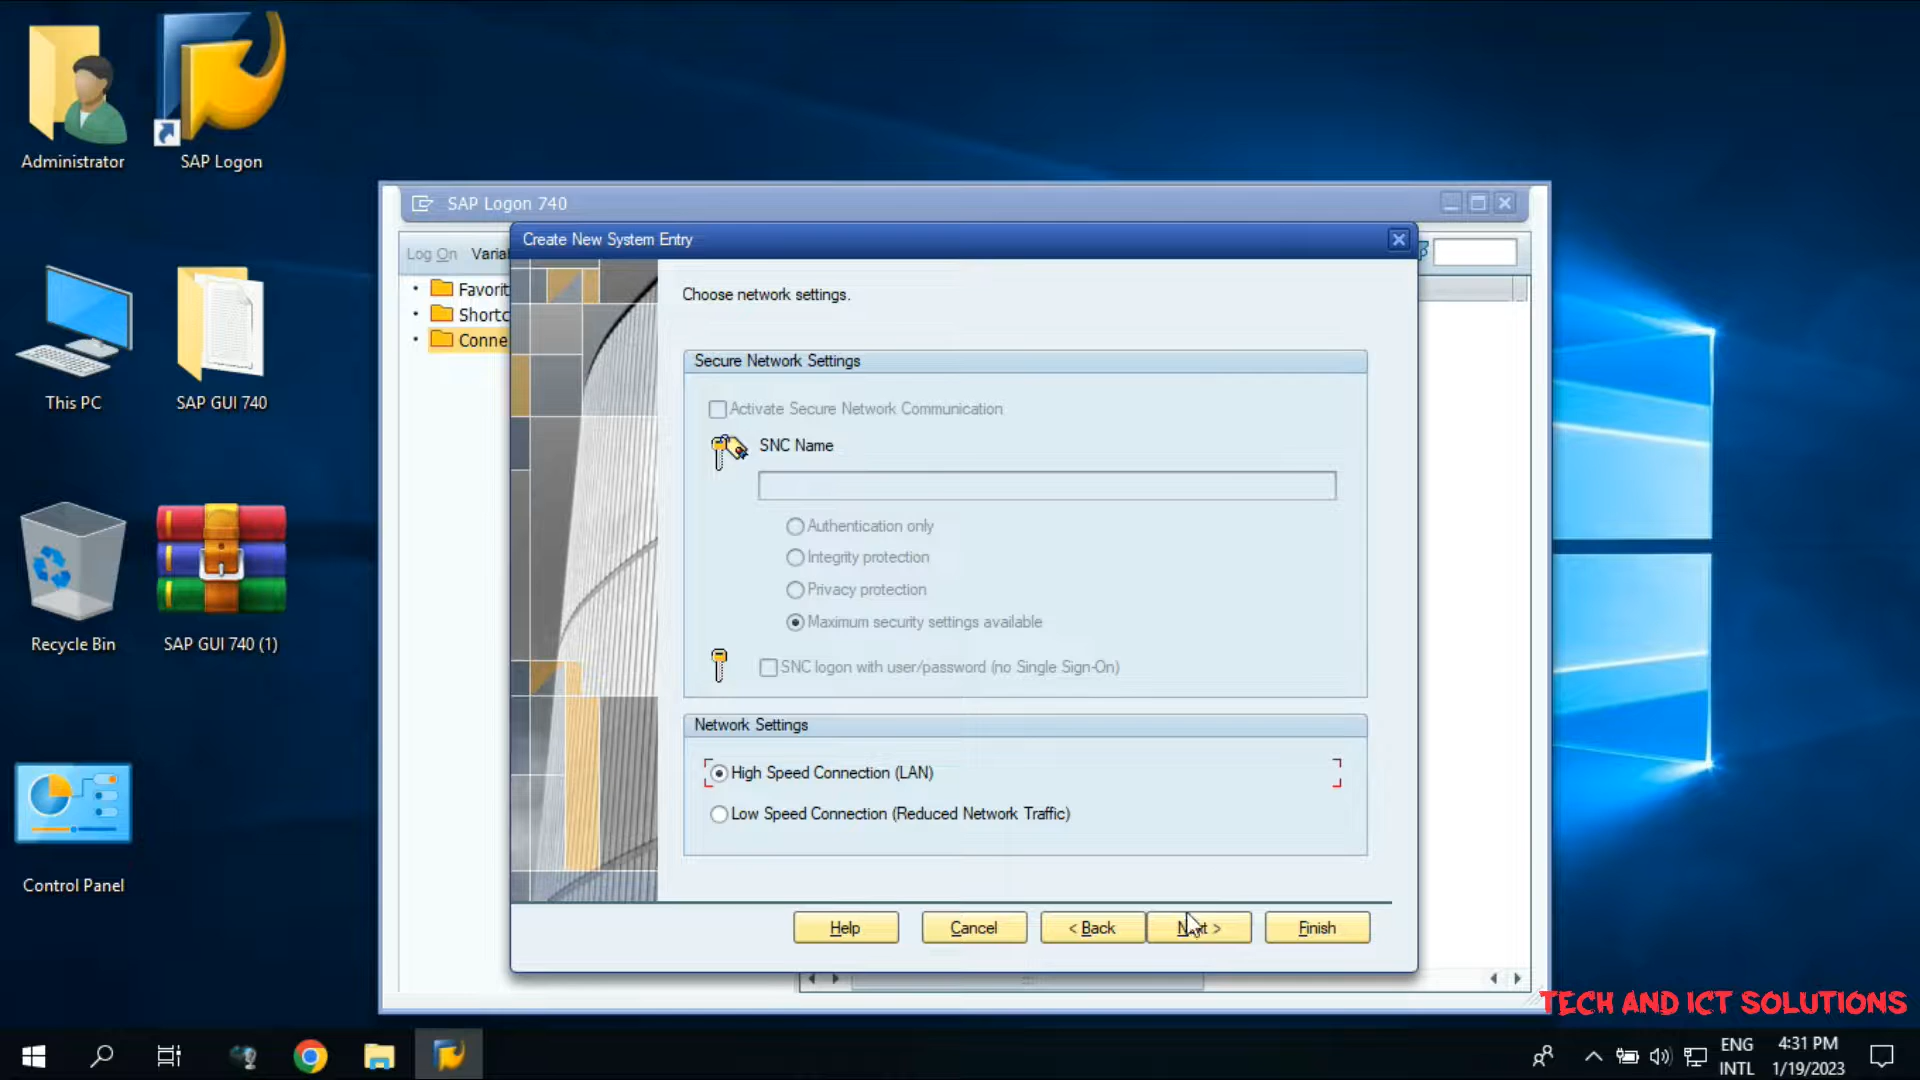 Administrator
SAP Logon
This PC
SAP GUI 740
Recycle Bin
SAP GUI 740 (1)
Control Panel
SAP Logon 740
Log On
Create New System Entry
Choose network settings.
Secure Network Settings
Activate Secure Network Communication
SNC Name
Authentication only
Integrity protection
Privacy protection
Maximum security settings available
SNC logon with user/password (no Single Sign-On)
Network Settings
High Speed Connection (LAN)
Low Speed Connection (Reduced Network Traffic)
Help
Cancel
< Back
Next >
Finish
TECH AND ICT SOLUTIONS
ENG
INTL
4:31 PM
1/19/2023